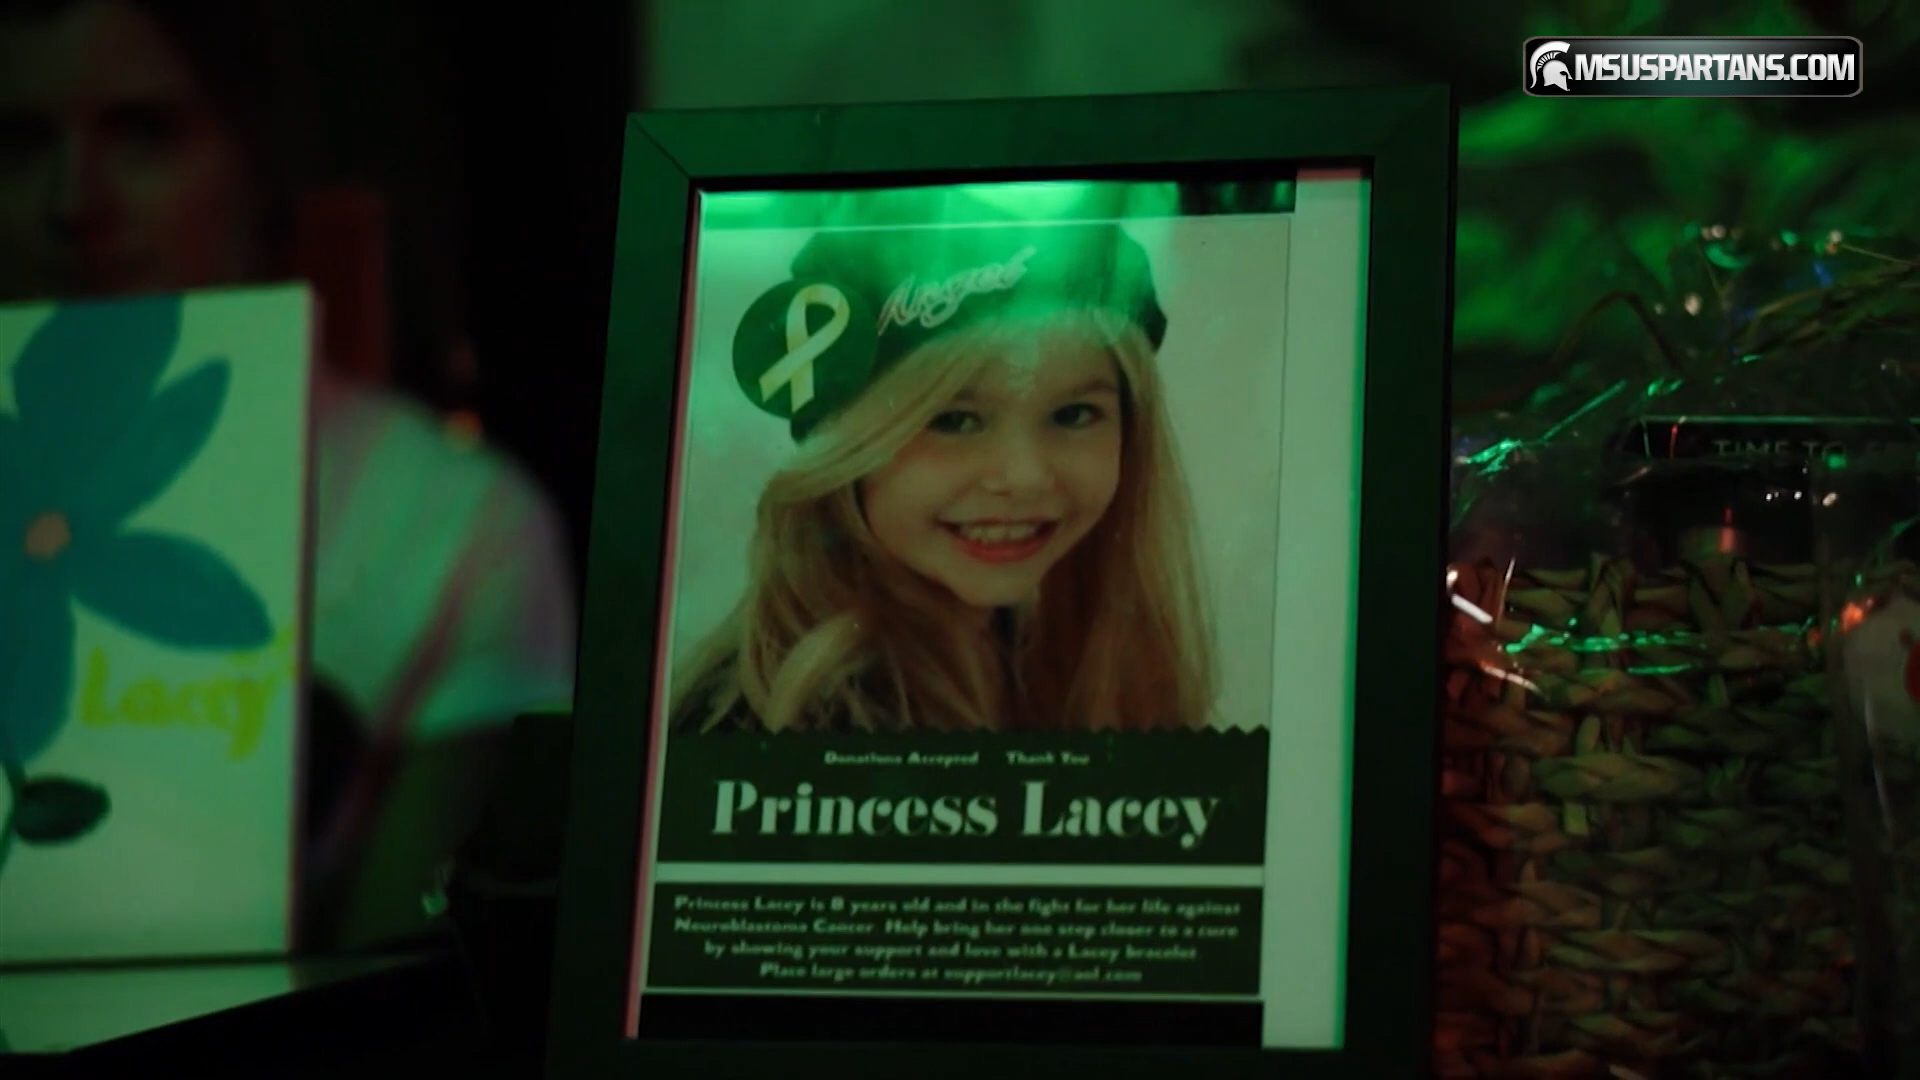 MSUSPARTANS.COM
Angel
TIME TO
Lacey
Donations Accepted Thank You
Princess Lacey
Princess Lacey is 8 years old and in the fight for her life against
Neuroblastoma Cancer. Help bring her one step closer to a cure
by showing your support and love with a Lacey bracelet.
Place large orders at supportlacey@aol.com